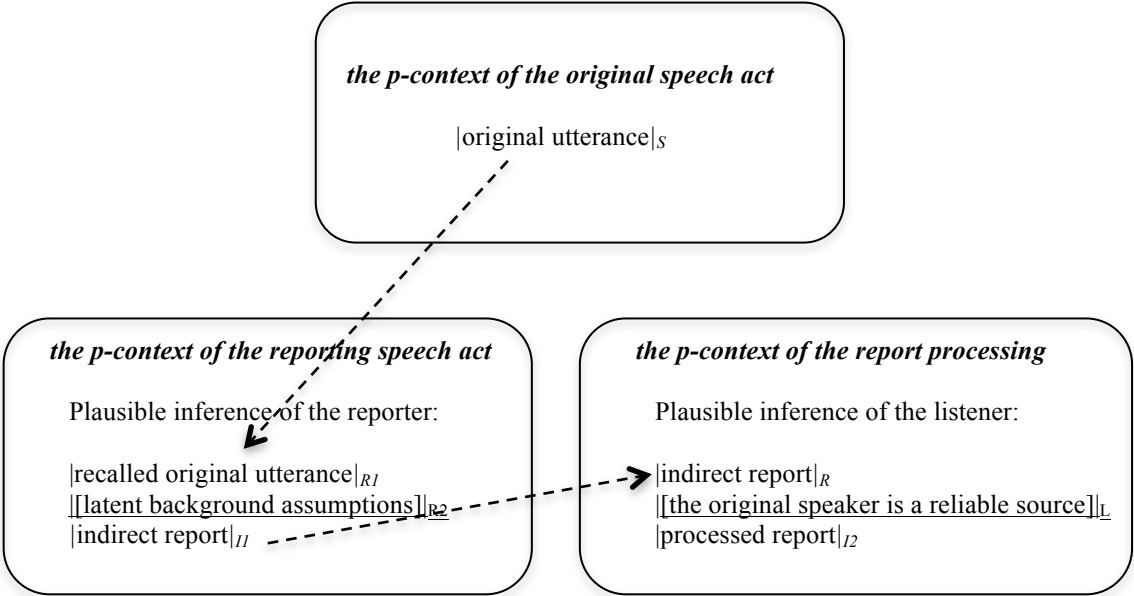 the p-context of the original speech act
|original utterance|S
the p-context of the reporting speech act
Plausible inference of the reporter:
|recalled original utterance|R1
|[latent background assumptions]|R2
|indirect report|I1
the p-context of the report processing
Plausible inference of the listener:
|indirect report|R
|[the original speaker is a reliable source]|L
|processed report|I2